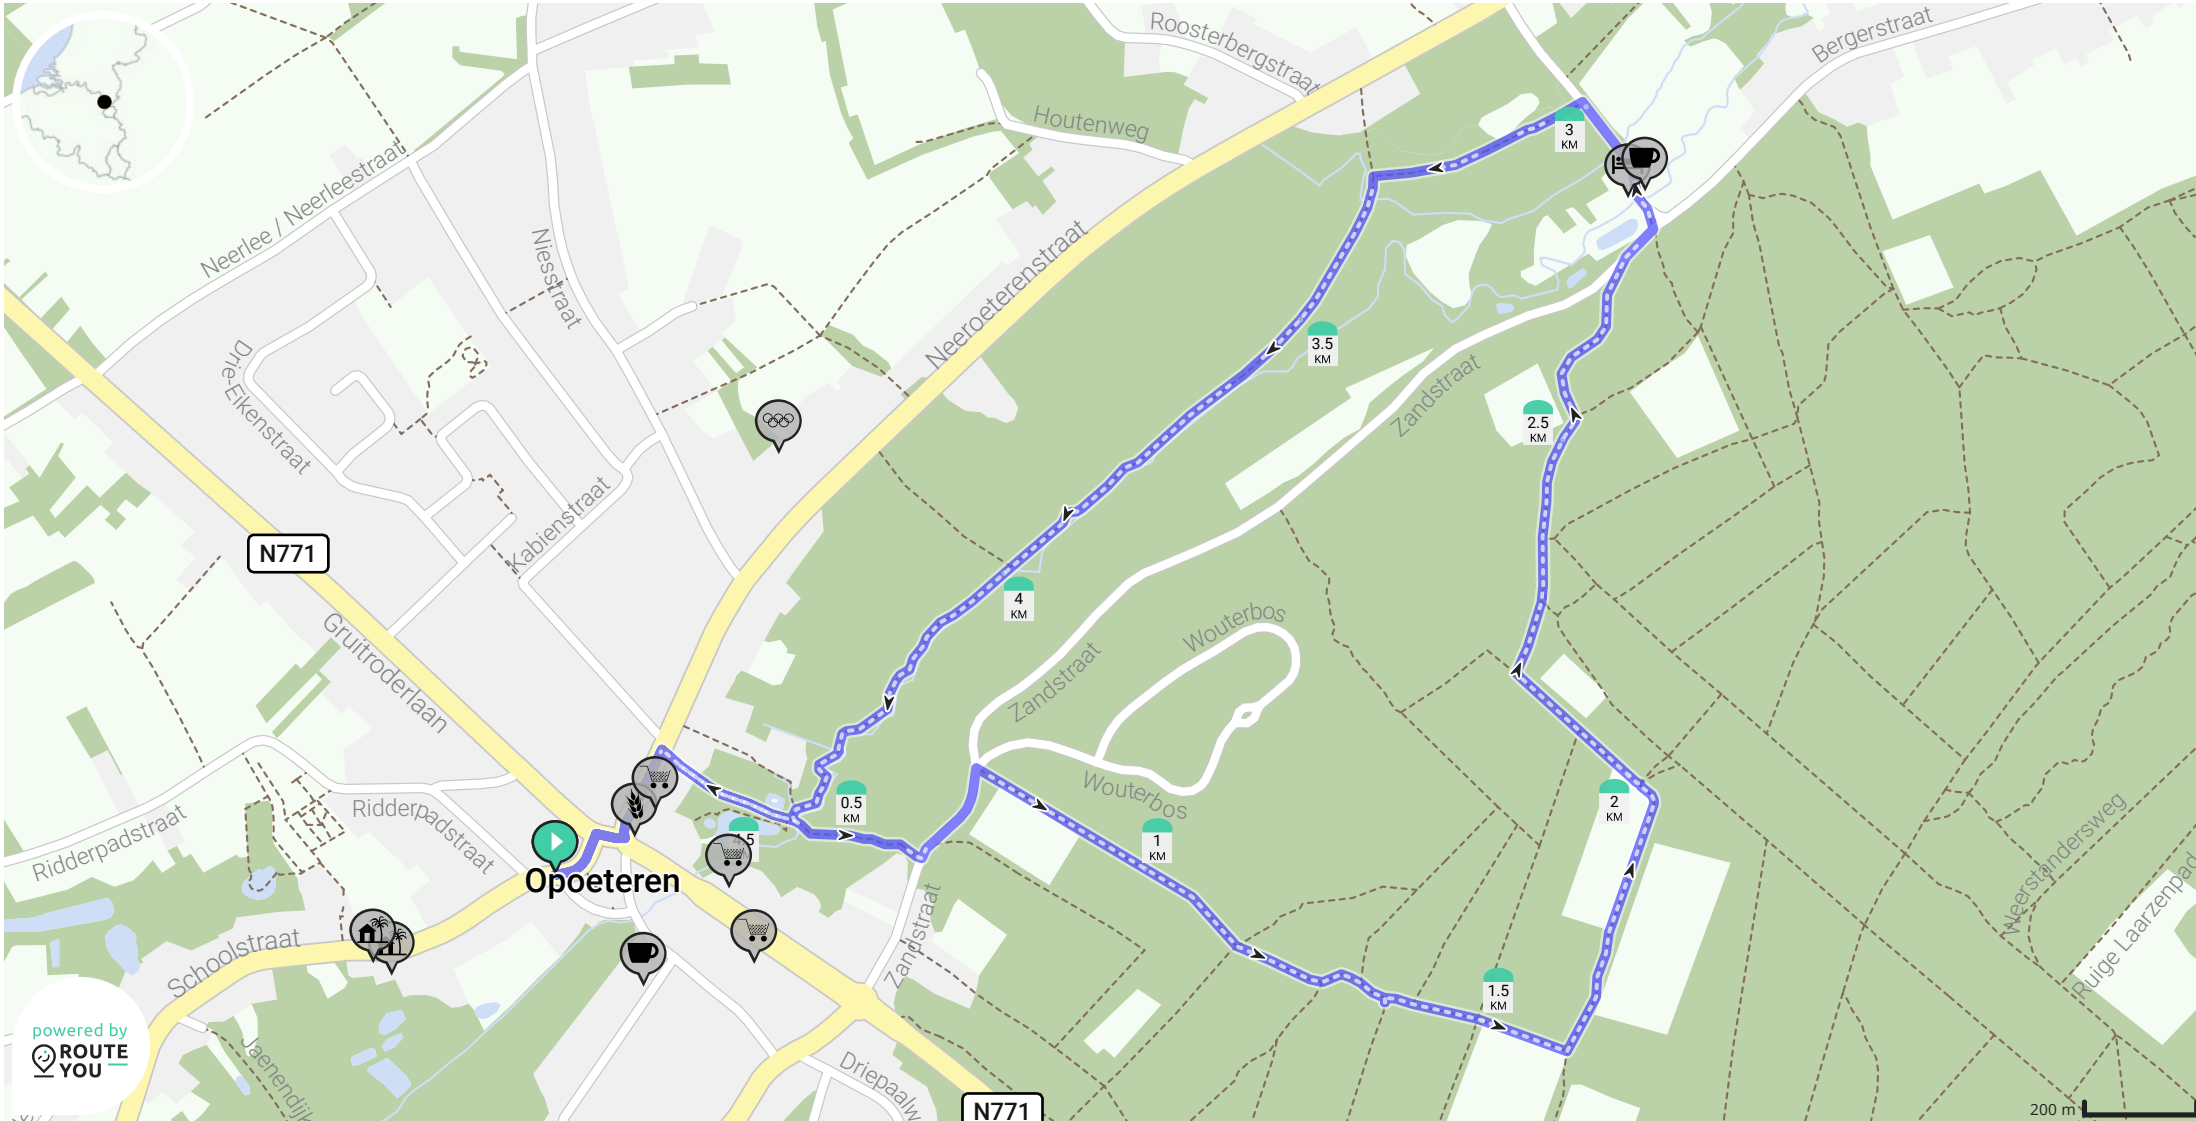 Roosterbergstraat
Bergerstraat
Houtenweg
3
KM
Neerlee / Neerleestraat
Niesstraat
Neeroeterenstraat
3.5
KM
Drie-Eikenstraat
Zandstraat
2.5
KM
Kabienstraat
N771
4
KM
Wouterbos
Gruitroderlaan
Zandstraat
Wouterbos
Ridderpadstraat
Ridderpadstraat
0.5
KM
2
KM
1
KM
Opoeteren
Weerstandersweg
Ruige Laarzenpad
Zandstraat
Schoolstraat
1.5
KM
powered by
ROUTE
YOU
Jaenendijk
Driepaalw
N771
200 m